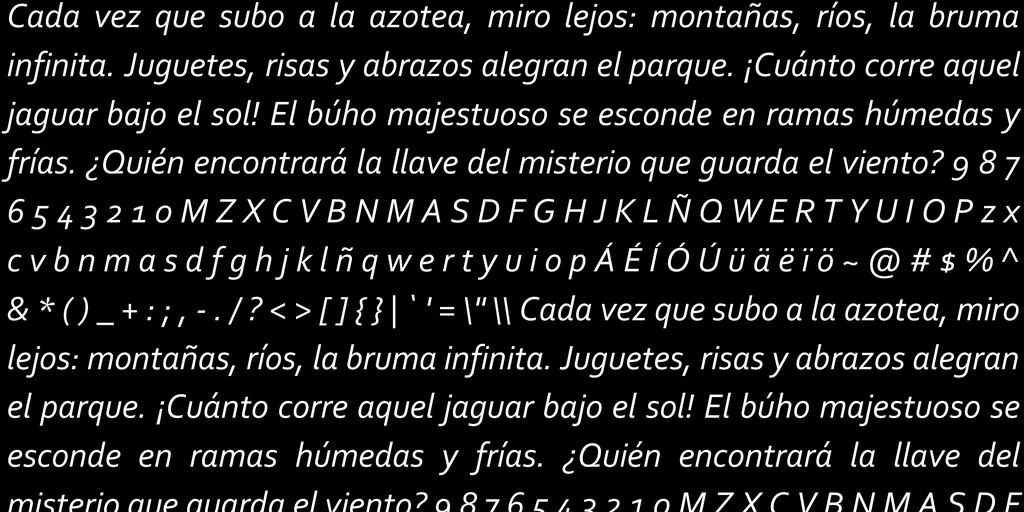 Cada vez que subo a la azotea, miro lejos: montañas, ríos, la bruma
infinita. Juguetes, risas y abrazos alegran el parque. ¡Cuánto corre aquel
jaguar bajo el sol! El búho majestuoso se esconde en ramas húmedas y
frías. ¿Quién encontrará la llave del misterio que guarda el viento? 9 8 7
6 5 4 3 2 1 0 M Z X C V B N M A S D F G H J K L Ñ Q W E R T Y U I O P z x
c v b n m a s d f g h j k l ñ q w e r t y u i o p Á É Í Ó Ú ü ä ë ï ö ~ @ # $ % ^
& * ( ) _ + : ; , - . / ? < > [ ] { } | ` ' = \" \\ Cada vez que subo a la azotea, miro
lejos: montañas, ríos, la bruma infinita. Juguetes, risas y abrazos alegran
el parque. ¡Cuánto corre aquel jaguar bajo el sol! El búho majestuoso se
esconde en ramas húmedas y frías. ¿Quién encontrará la llave del
misterio que guarda el viento? 9 8 7 6 5 4 3 2 1 0 M Z X C V B N M A S D F